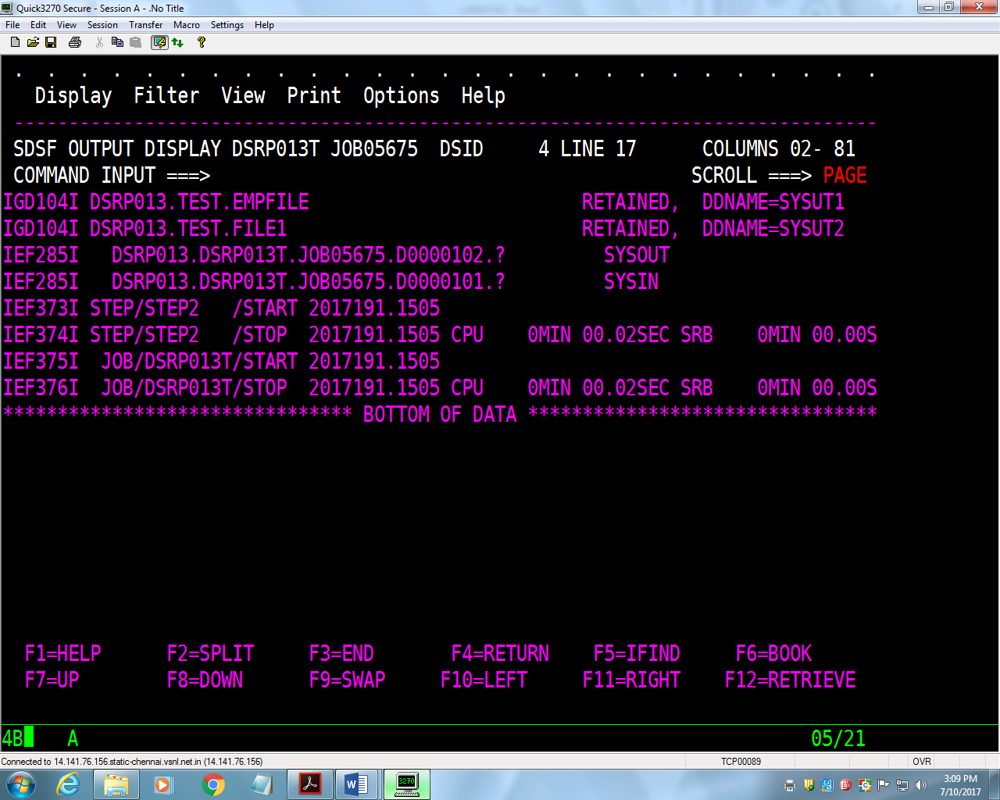 Quick3270 Secure - Session A - .No Title
File Edit View Session Transfer Macro Settings Help
. . . . . . . . . . . . . . . . . . . . . . . . . . .
Display Filter View Print Options Help
-------------------------------------------------------------------------------
SDSF OUTPUT DISPLAY DSRP013T JOB05675 DSID 4 LINE 17 COLUMNS 02- 81
COMMAND INPUT ===> SCROLL ===> PAGE
IGD104I DSRP013.TEST.EMPFILE RETAINED, DDNAME=SYSUT1
IGD104I DSRP013.TEST.FILE1 RETAINED, DDNAME=SYSUT2
IEF285I DSRP013.DSRP013T.JOB05675.D0000102.? SYSOUT
IEF285I DSRP013.DSRP013T.JOB05675.D0000101.? SYSIN
IEF373I STEP/STEP2 /START 2017191.1505
IEF374I STEP/STEP2 /STOP 2017191.1505 CPU 0MIN 00.02SEC SRB 0MIN 00.00S
IEF375I JOB/DSRP013T/START 2017191.1505
IEF376I JOB/DSRP013T/STOP 2017191.1505 CPU 0MIN 00.02SEC SRB 0MIN 00.00S
******************************** BOTTOM OF DATA ********************************
F1=HELP F2=SPLIT F3=END F4=RETURN F5=IFIND F6=BOOK
F7=UP F8=DOWN F9=SWAP F10=LEFT F11=RIGHT F12=RETRIEVE
4B A 05/21
Connected to 14.141.76.156.static-chennai.vsnl.net.in (14.141.76.156) TCP00089 OVR
3270
3:09 PM
7/10/2017